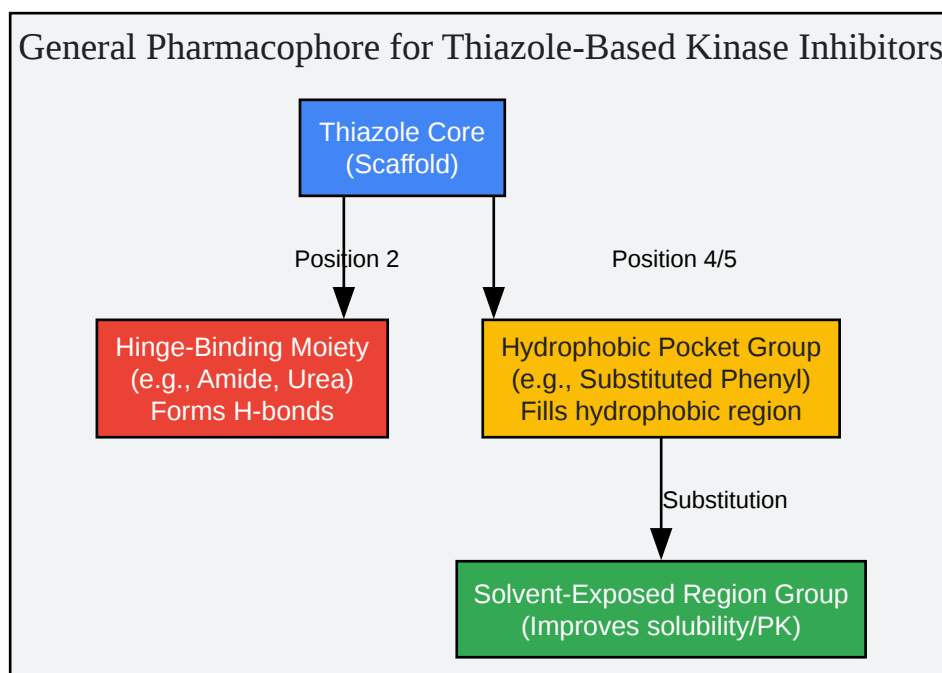 General Pharmacophore for Thiazole-Based Kinase Inhibitors
Thiazole Core
(Scaffold)
Position 2
Position 4/5
Hinge-Binding Moiety
(e.g., Amide, Urea)
Forms H-bonds
Hydrophobic Pocket Group
(e.g., Substituted Phenyl)
Fills hydrophobic region
Substitution
Solvent-Exposed Region Group
(Improves solubility/PK)